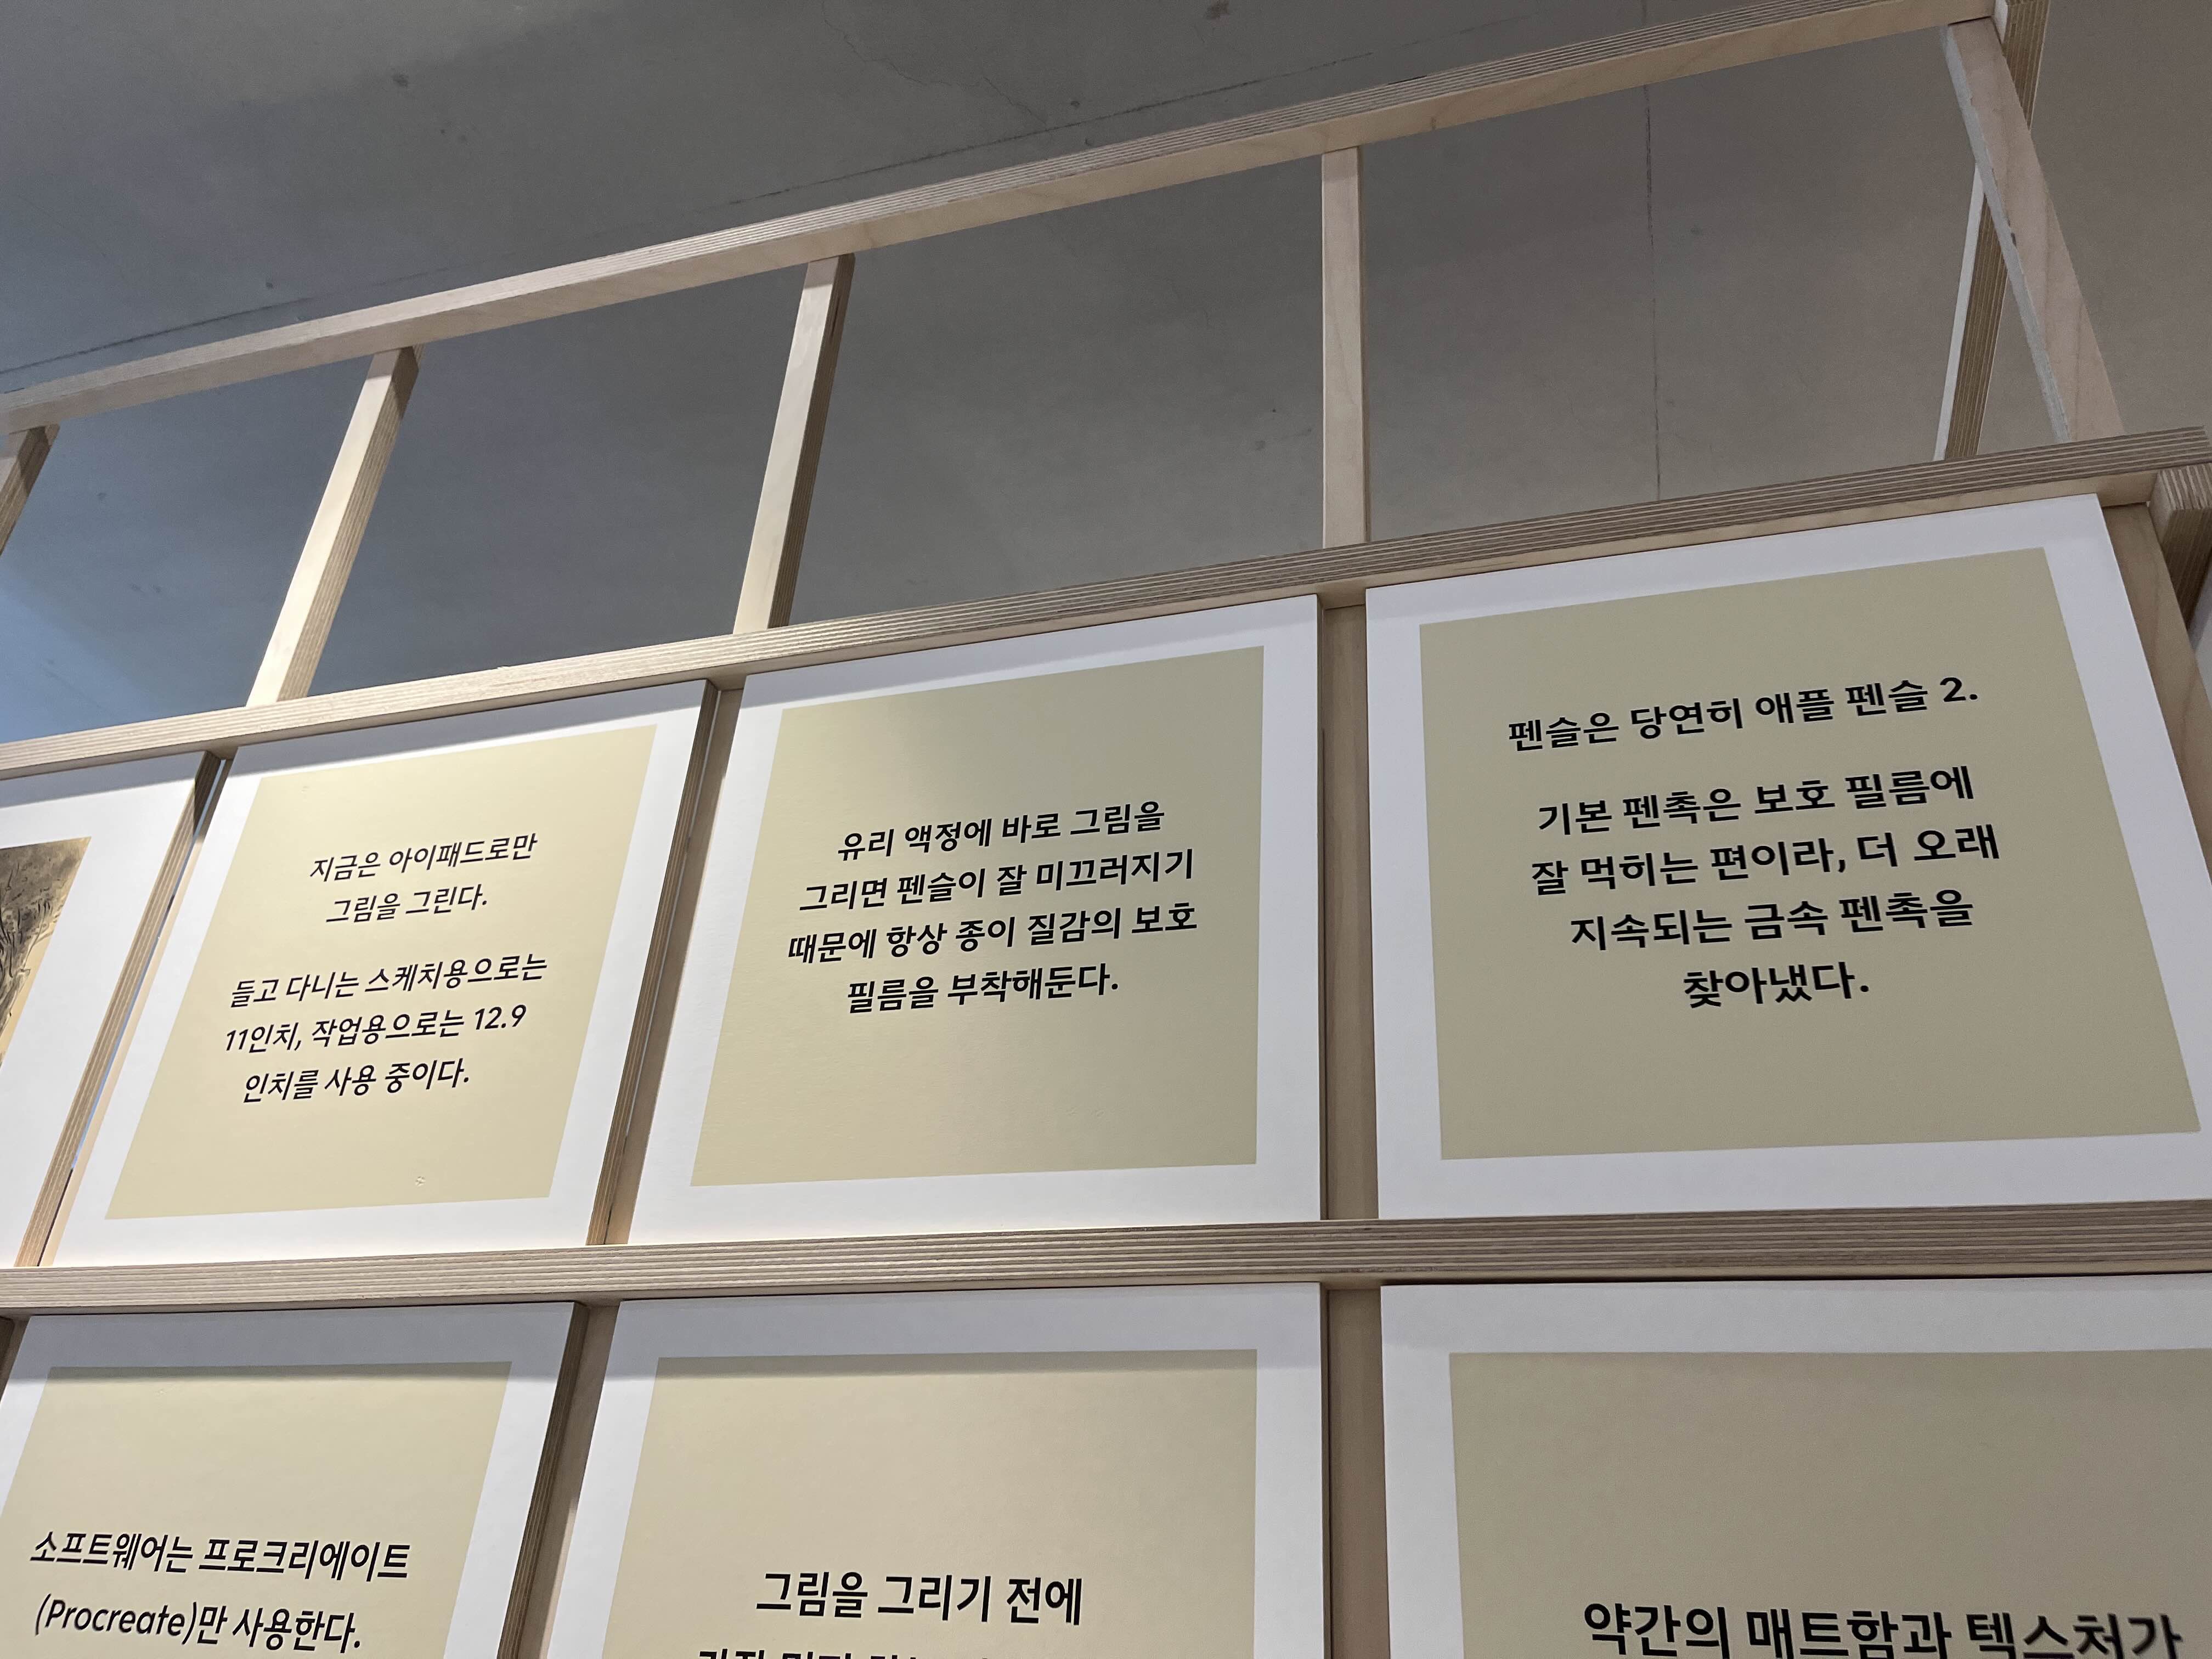 지금은 아이패드로만
그림을 그린다.
들고 다니는 스케치용으로는
11인치, 작업용으로는 12.9
인치를 사용 중이다.
유리 액정에 바로 그림을
그리면 펜슬이 잘 미끄러지기
때문에 항상 종이 질감의 보호
필름을 부착해둔다.
펜슬은 당연히 애플 펜슬 2.
기본 펜촉은 보호 필름에
잘 먹히는 편이라, 더 오래
지속되는 금속 펜촉을
찾아냈다.
소프트웨어는 프로크리에이트
(Procreate)만 사용한다.
그림을 그리기 전에
약간의 매트함과 텍스처가